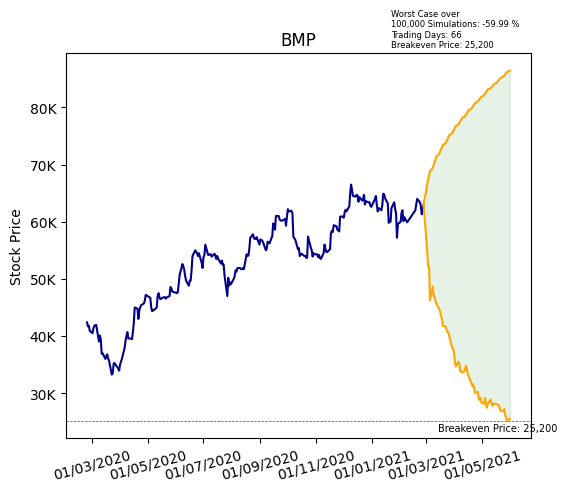 Worst Case over
100,000 Simulations: -59.99 %
Trading Days: 66
Breakeven Price: 25,200
BMP
Stock Price
80K
70K
60K
50K
40K
30K
Breakeven Price: 25,200
01/03/2020
01/05/2020
01/07/2020
01/09/2020
01/11/2020
01/01/2021
01/03/2021
01/05/2021